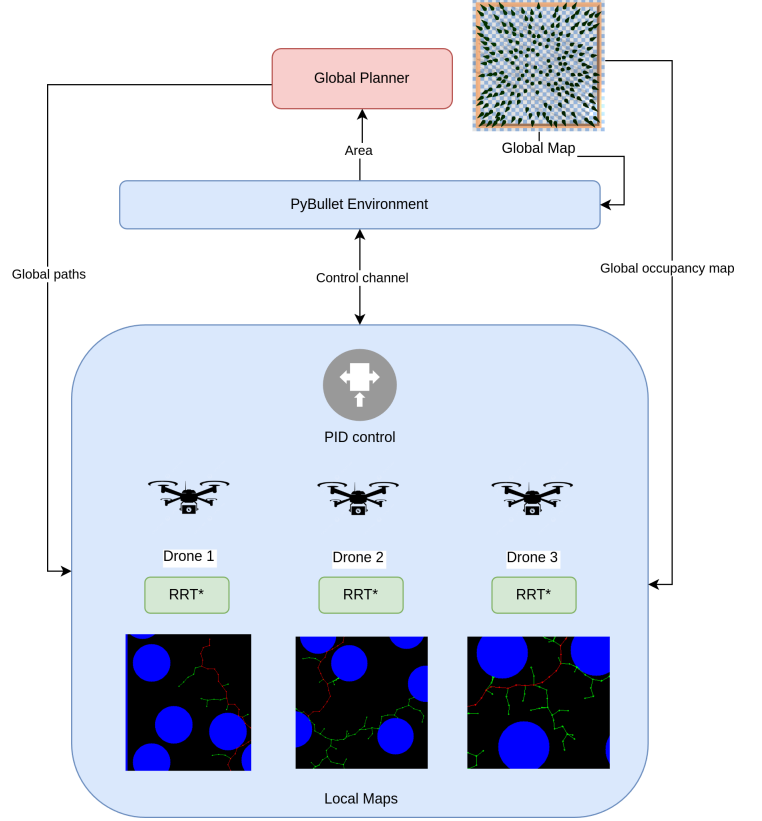 Global Planner
Global Map
Area
PyBullet Environment
Global paths
Control channel
Global occupancy map
PID control
Drone 1
Drone 2
Drone 3
RRT*
RRT*
RRT*
Local Maps